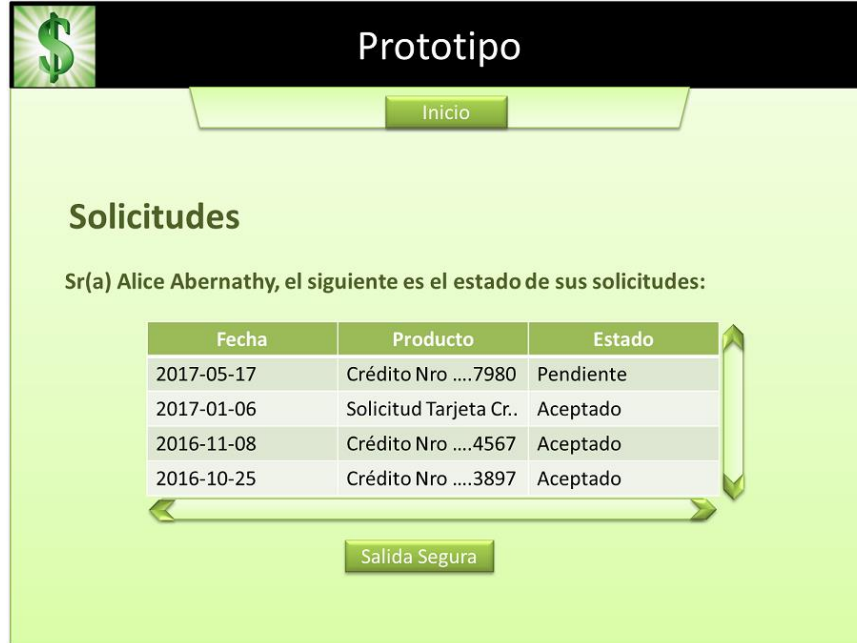 Prototipo
Inicio
Solicitudes
Sr(a) Alice Abernathy, el siguiente es el estado de sus solicitudes:
Fecha Producto Estado
2017-05-17 Crédito Nro ....7980 Pendiente
2017-01-06 Solicitud Tarjeta Cr.. Aceptado
2016-11-08 Crédito Nro ....4567 Aceptado
2016-10-25 Crédito Nro ....3897 Aceptado
Salida Segura